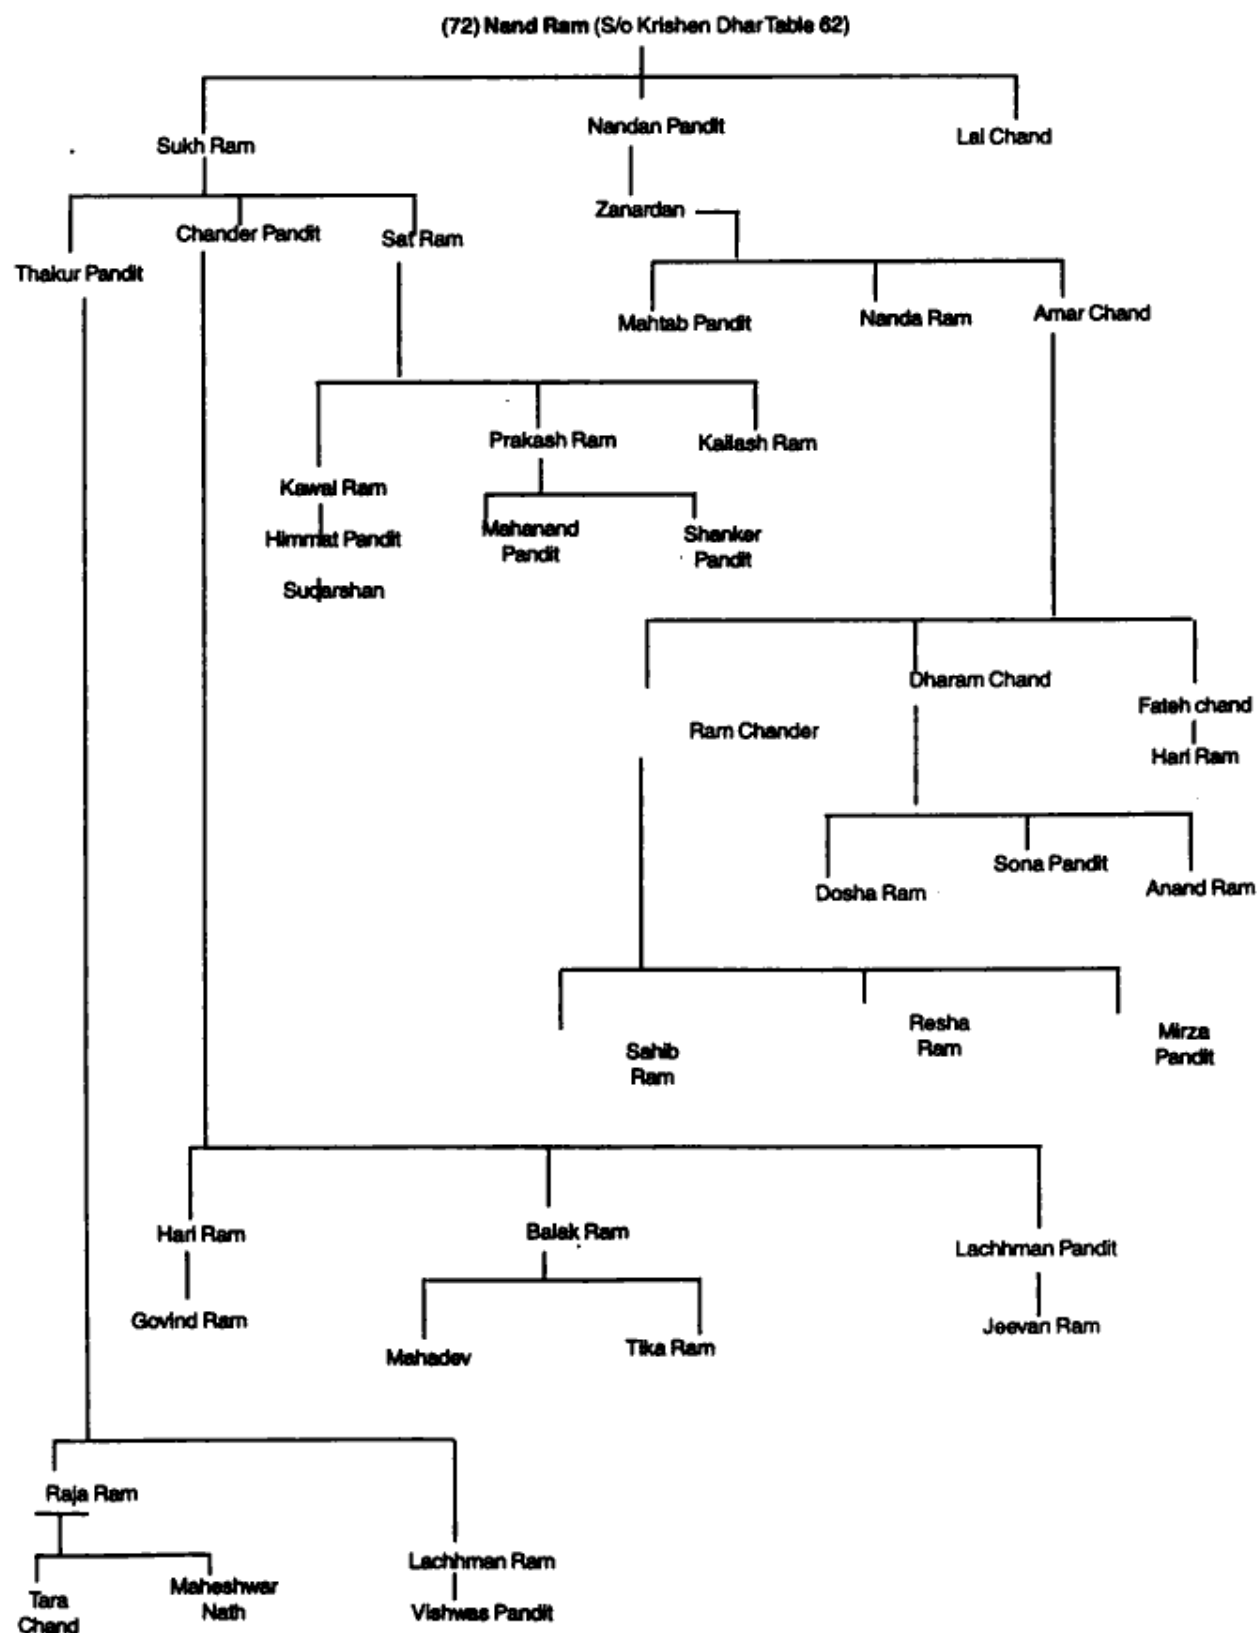 (72) Nand Ram (S/o Krishen Dhar Table 62)
Nandan Pandit
Lal Chand
Sukh Ram
Zanardan
Chander Pandit
Sat Ram
Thakur Pandit
Mahtab Pandit
Nanda Ram
Amar Chand
Prakash Ram
Kailash Ram
Kawal Ram
Himmat Pandit
Mahanand
Pandit
Shanker
Pandit
Sudarshan
Dharam Chand
Fateh chand
Ram Chander
Hari Ram
Sona Pandit
Dosha Ram
Anand Ram
Resha
Ram
Mirza
Pandit
Sahib
Ram
Hari Ram
Balak Ram
Lachhman Pandit
Govind Ram
Jeevan Ram
Mahadev
Tika Ram
Raja Ram
Lachhman Ram
Tara
Chand
Maheshwar
Nath
Vishwas Pandit